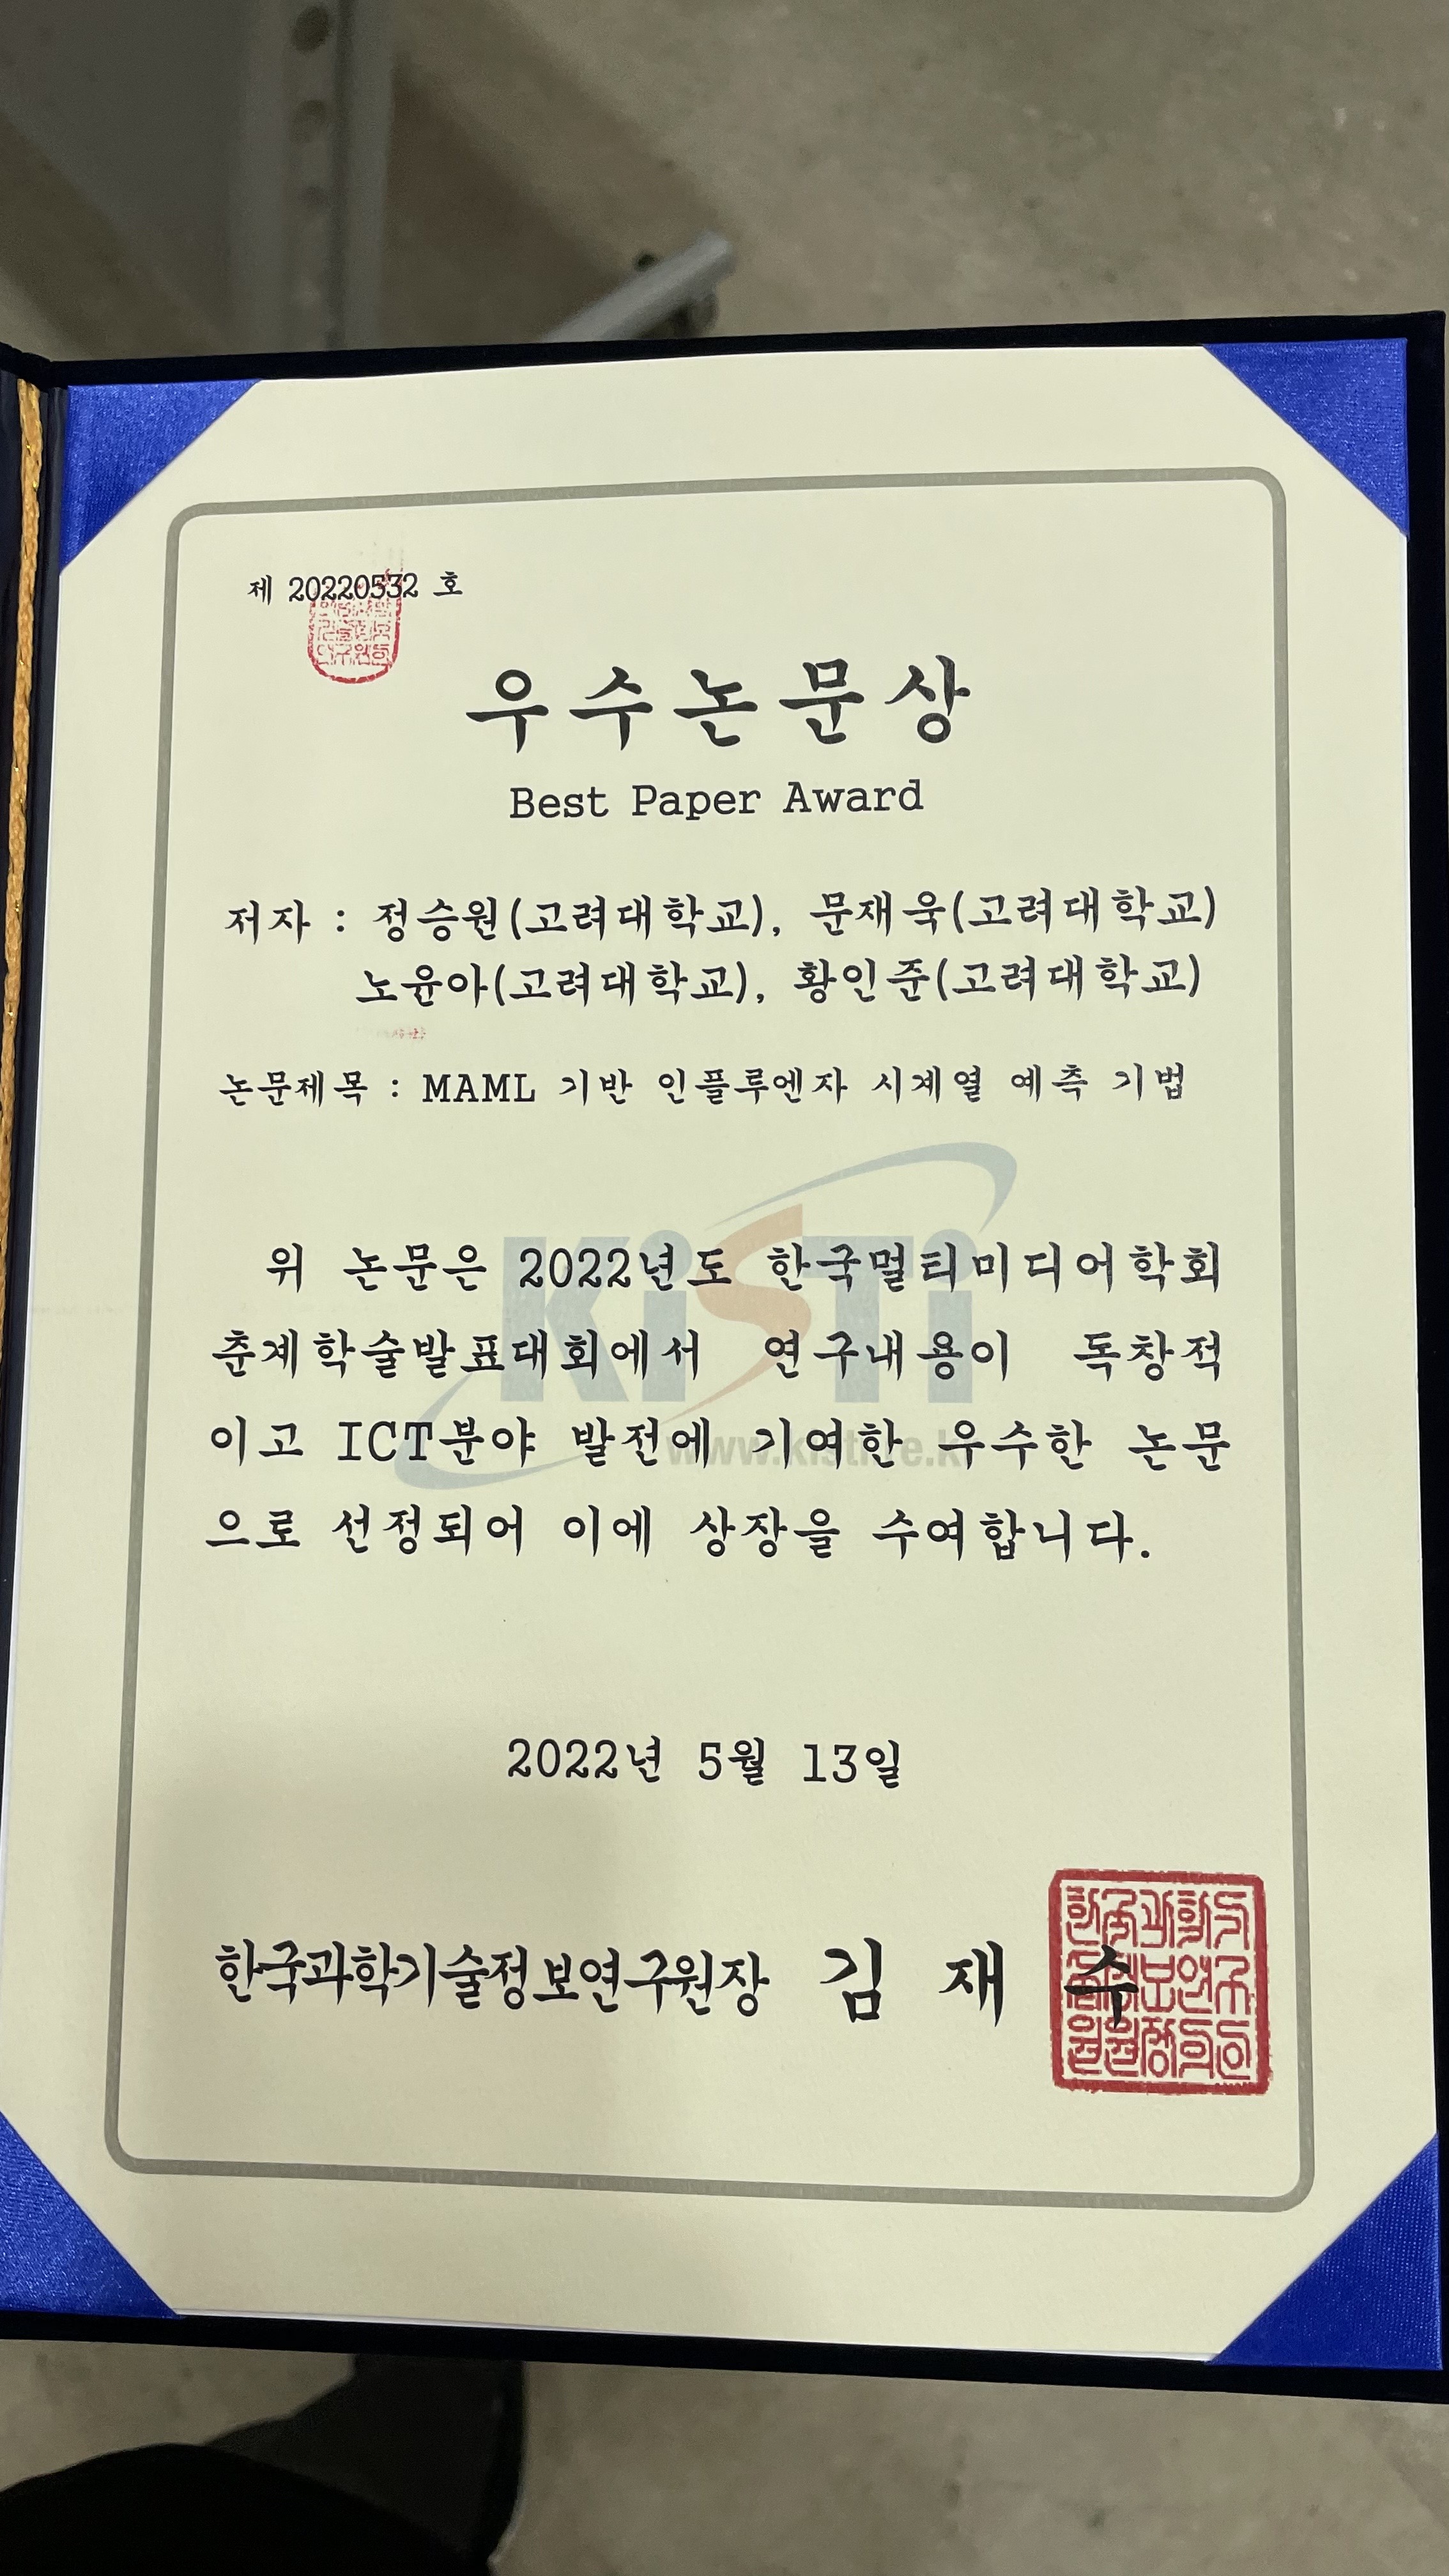 제 20220532 호
우수논문상
Best Paper Award
저자 : 정승원(고려대학교), 문재욱(고려대학교)
노윤아(고려대학교), 황인준(고려대학교)
논문제목 : MAML 기반 인플루엔자 시계열 예측 기법
KiSTi
위 논문은 2022년도 한국멀티미디어학회
춘계학술발표대회에서 연구내용이 독창적
이고 ICT분야 발전에 기여한 우수한 논문
www.kisti.re.kr
으로 선정되어 이에 상장을 수여합니다.
2022년 5월 13일
한국과학기술정보연구원장 김 재 수